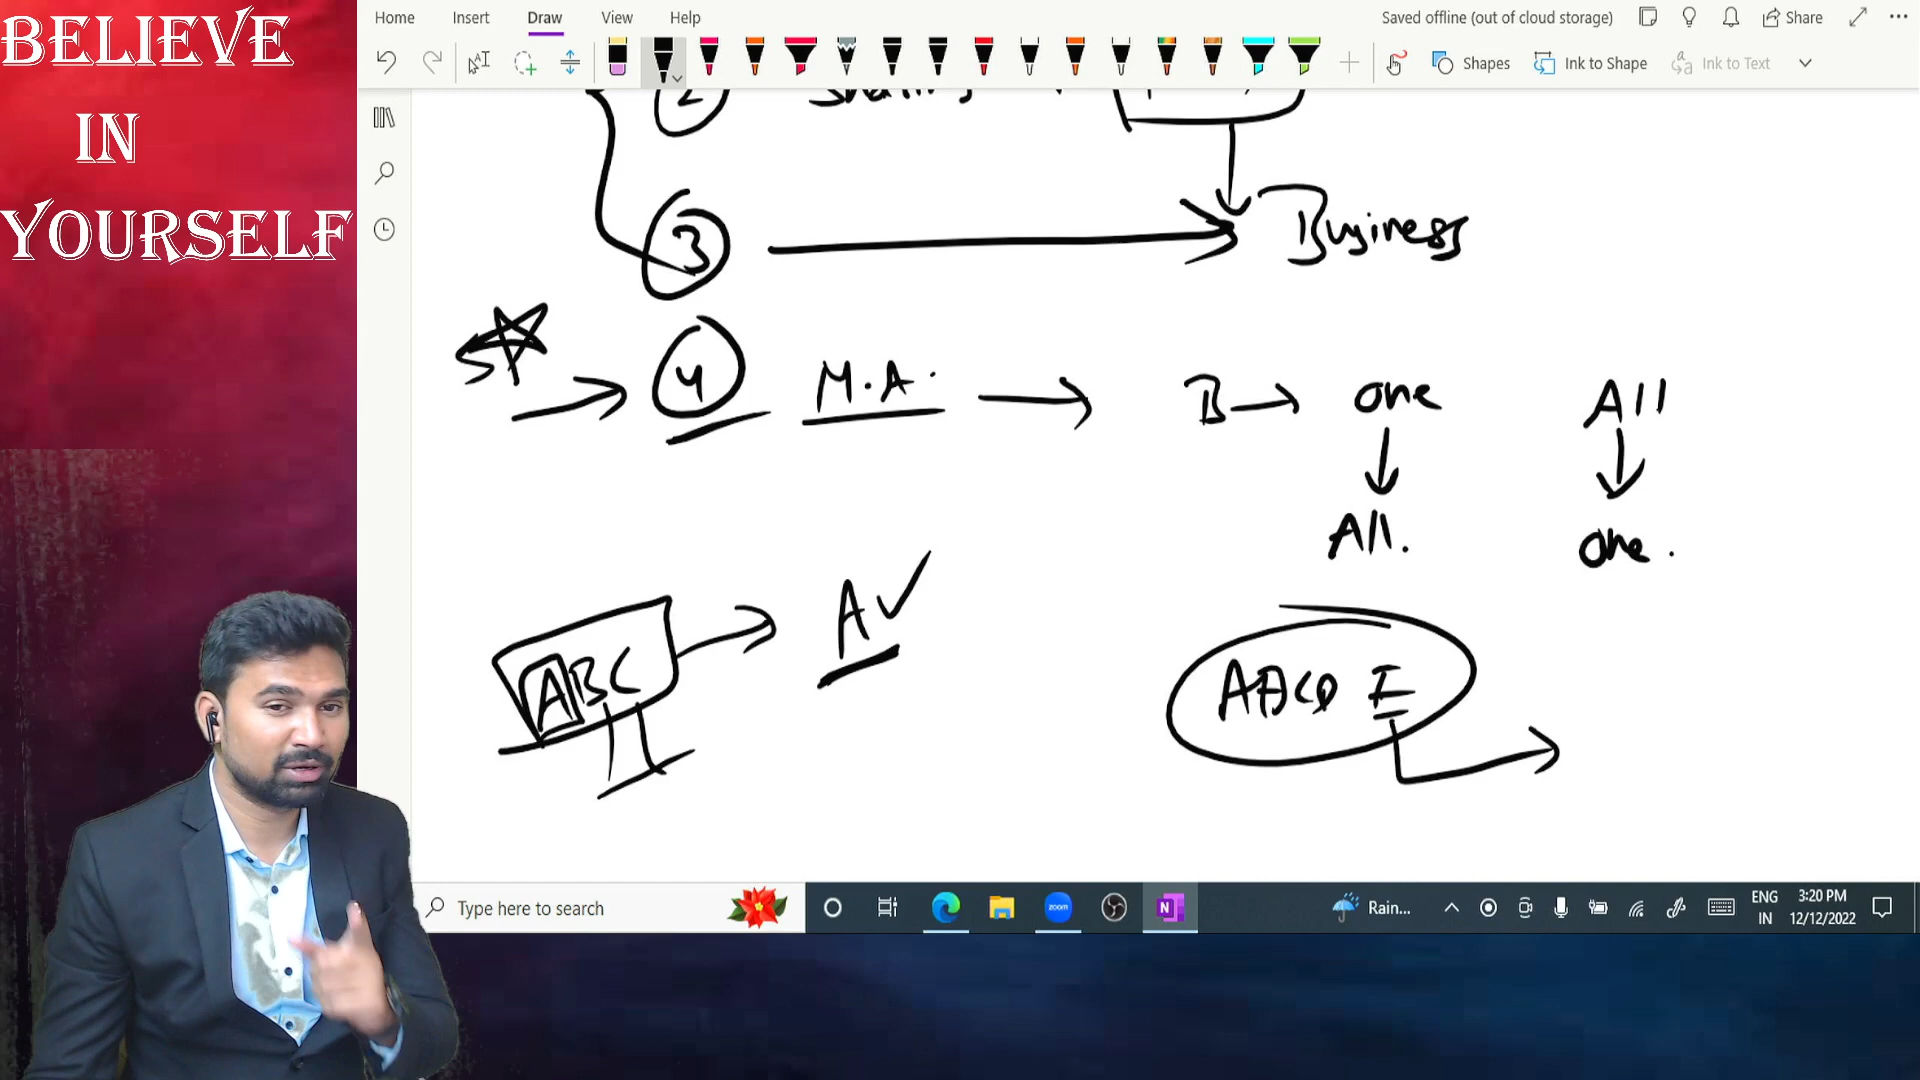 BELIEVE
IN
YOURSELF
Home Insert Draw View Help
Saved offline (out of cloud storage) Share
Shapes Ink to Shape Ink to Text
2
3 Business
4 M.A. B → one All
All. one.
ABC A ✓
ABCD
Type here to search
zoom
N
Rain...
ENG
IN
3:20 PM
12/12/2022